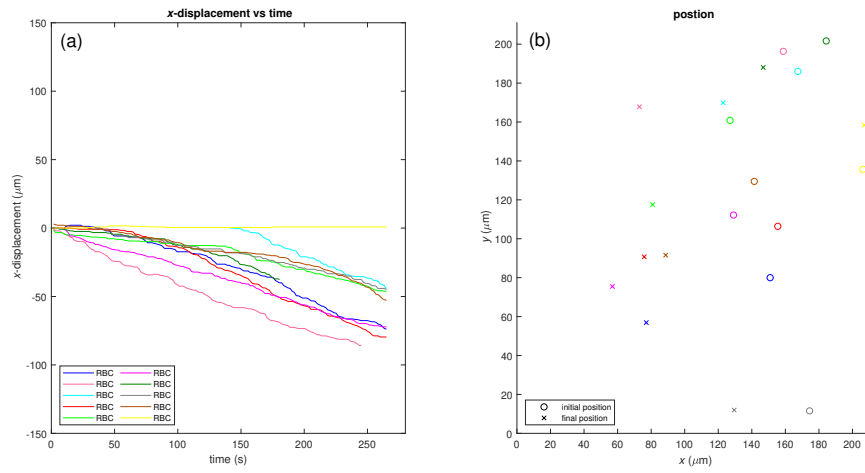 x-displacement vs time
(a)
150
100
50
0
-50
-100
-150
x-displacement (μm)
0 50 100 150 200 250
time (s)
RBC RBC
RBC RBC
RBC RBC
RBC RBC
RBC RBC
postion
(b)
200
180
160
140
120
100
80
60
40
20
0
y (μm)
0 20 40 60 80 100 120 140 160 180 200
x (μm)
initial position
final position